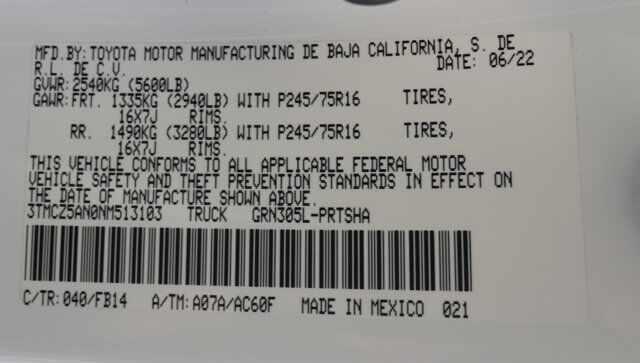 MFD.BY:TOYOTA MOTOR MANUFACTURING DE BAJA CALIFORNIA, S. DE
R.L. DE C.V. DATE: 06/22
GVWR:2540KG (5600LB)
GAWR:FRT. 1335KG (2940LB) WITH P245/75R16 TIRES,
16X7J RIMS.
RR. 1490KG (3280LB) WITH P245/75R16 TIRES,
16X7J RIMS.
THIS VEHICLE CONFORMS TO ALL APPLICABLE FEDERAL MOTOR
VEHICLE SAFETY AND THEFT PREVENTION STANDARDS IN EFFECT ON
THE DATE OF MANUFACTURE SHOWN ABOVE.
3TMCZ5AN0NM513103 TRUCK GRN305L-PRTSHA
C/TR:040/FB14 A/TM:A07A/AC60F MADE IN MEXICO 021